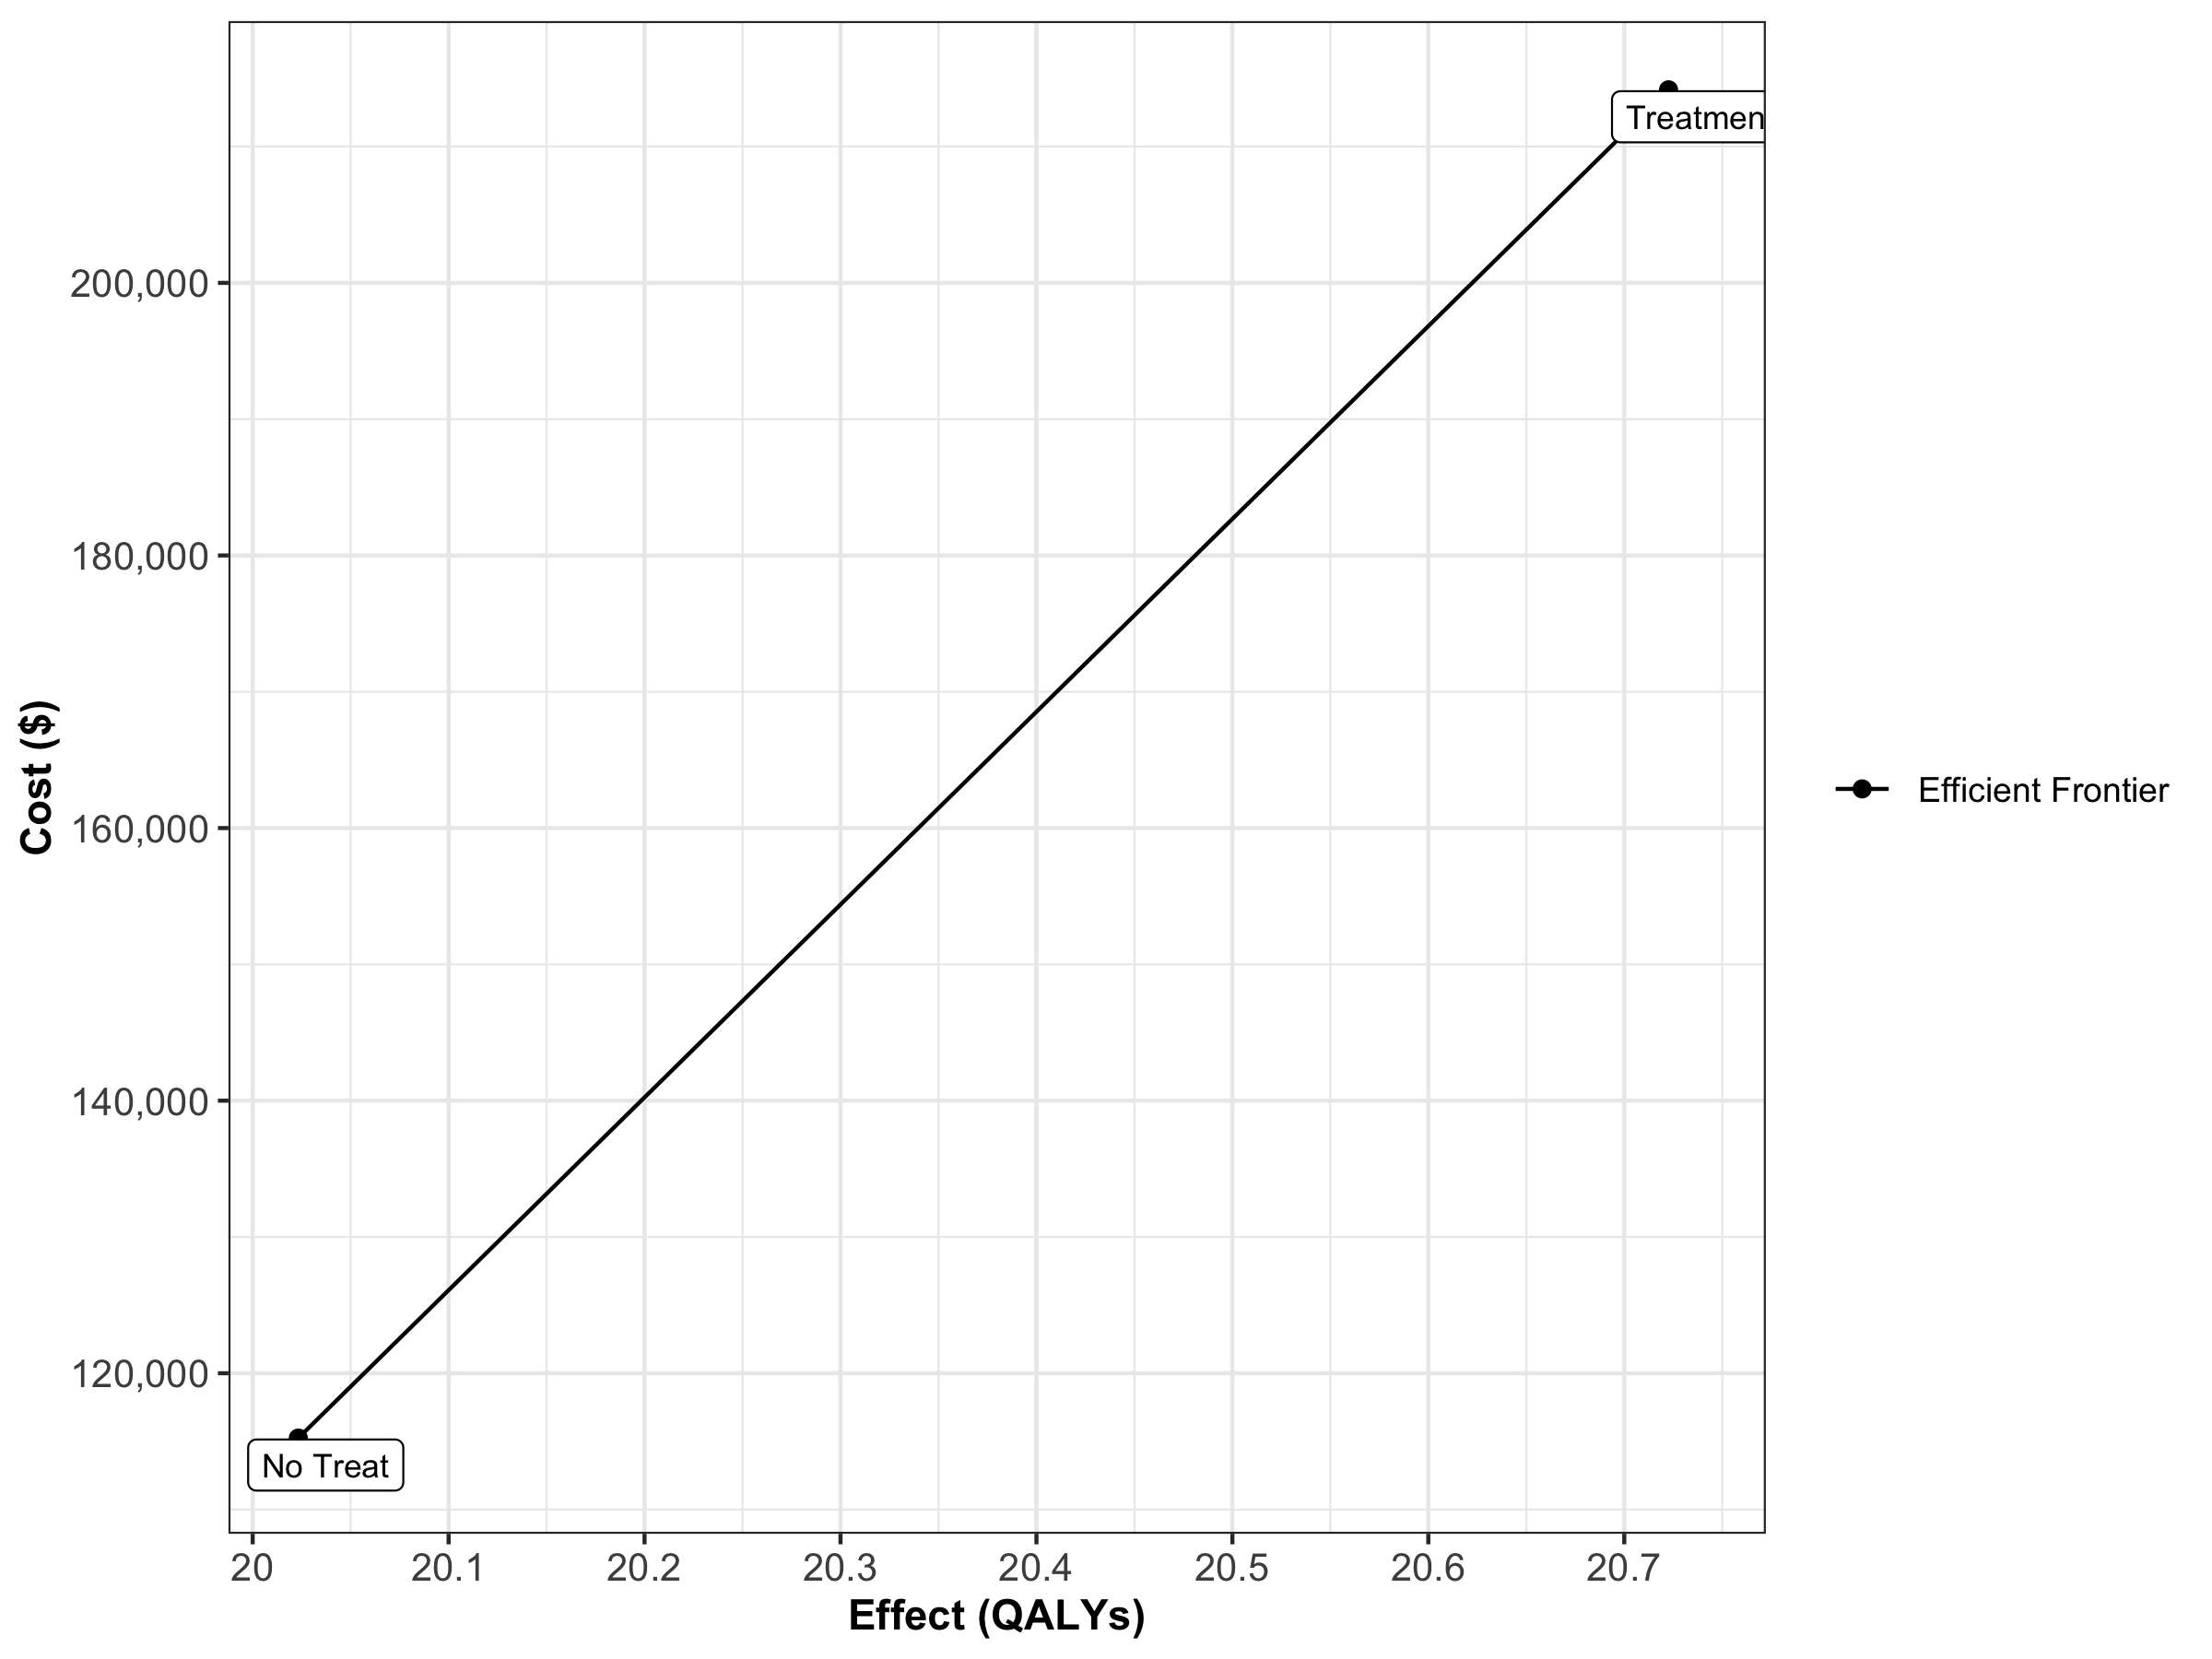 Treatmen
200,000
180,000
160,000
140,000
120,000
Cost ($)
Efficient Frontier
No Treat
20 20.1 20.2 20.3 20.4 20.5 20.6 20.7
Effect (QALYs)